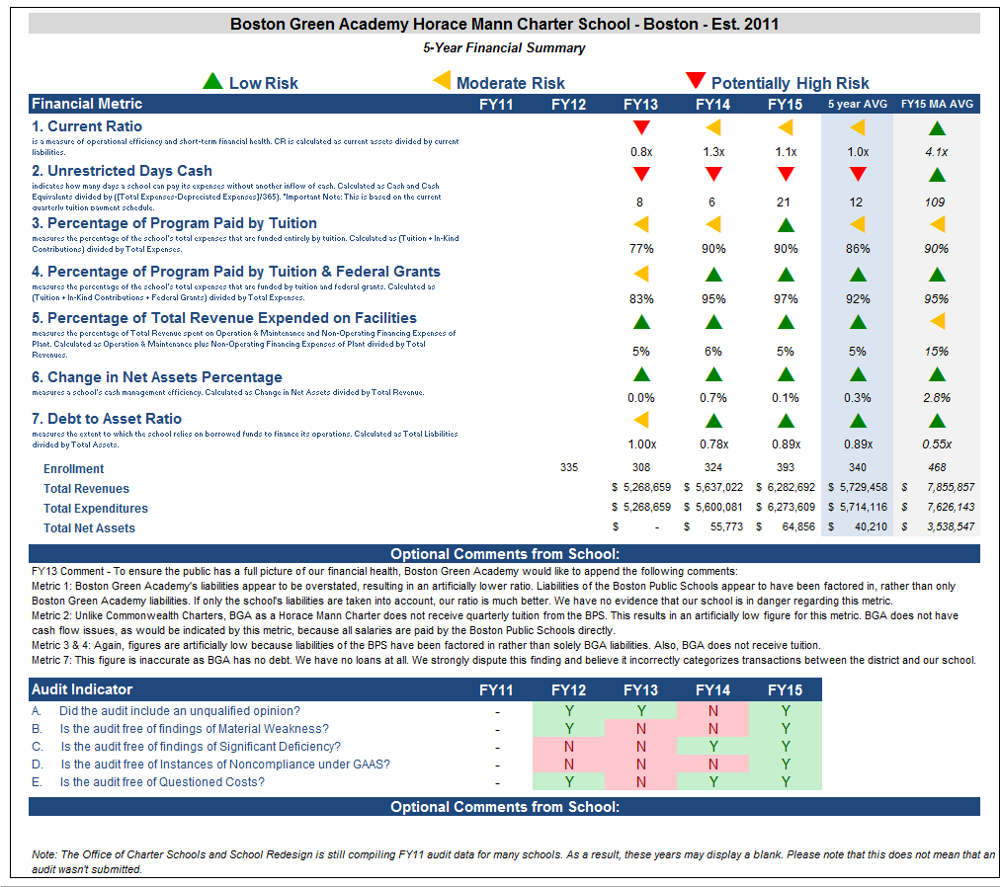 Boston Green Academy Horace Mann Charter School - Boston - Est. 2011
5-Year Financial Summary
Low Risk Moderate Risk Potentially High Risk
Financial Metric FY11 FY12 FY13 FY14 FY15 5 year AVG FY15 MA AVG
1. Current Ratio
is a measure of operational efficiency and short-term financial health. CR is calculated as current assets divided by current
liabilities.
0.8x 1.3x 1.1x 1.0x 4.1x
2. Unrestricted Days Cash
indicates how many days a school can pay its expenses without another inflow of cash. Calculated as Cash and Cash
Equivalents divided by ([Total Expenses-Depreciated Expenses]/365). *Important Note: This is based on the current
quarterly tuition payment schedule.
8 6 21 12 109
3. Percentage of Program Paid by Tuition
measures the percentage of the school's total expenses that are funded entirely by tuition. Calculated as (Tuition + In-Kind
Contributions) divided by Total Expenses.
77% 90% 90% 86% 90%
4. Percentage of Program Paid by Tuition & Federal Grants
measures the percentage of the school's total expenses that are funded by tuition and federal grants. Calculated as
(Tuition + In-Kind Contributions + Federal Grants) divided by Total Expenses.
83% 95% 97% 92% 95%
5. Percentage of Total Revenue Expended on Facilities
measures the percentage of Total Revenue spent on Operation & Maintenance and Non-Operating Financing Expenses of
Plant. Calculated as Operation & Maintenance plus Non-Operating Financing Expenses of Plant divided by Total
Revenues.
5% 6% 5% 5% 15%
6. Change in Net Assets Percentage
measures a school's cash management efficiency. Calculated as Change in Net Assets divided by Total Revenue.
0.0% 0.7% 0.1% 0.3% 2.8%
7. Debt to Asset Ratio
measures the extent to which the school relies on borrowed funds to finance its operations. Calculated as Total Liabilities
divided by Total Assets.
1.00x 0.78x 0.89x 0.89x 0.55x
Enrollment 335 308 324 393 340 468
Total Revenues $ 5,268,659 $ 5,637,022 $ 6,282,692 $ 5,729,458 $ 7,855,857
Total Expenditures $ 5,268,659 $ 5,600,081 $ 6,273,609 $ 5,714,116 $ 7,626,143
Total Net Assets $ - $ 55,773 $ 64,856 $ 40,210 $ 3,538,547
Optional Comments from School:
FY13 Comment - To ensure the public has a full picture of our financial health, Boston Green Academy would like to append the following comments:
Metric 1: Boston Green Academy's liabilities appear to be overstated, resulting in an artificially lower ratio. Liabilities of the Boston Public Schools appear to have been factored in, rather than only
Boston Green Academy liabilities. If only the school's liabilities are taken into account, our ratio is much better. We have no evidence that our school is in danger regarding this metric.
Metric 2: Unlike Commonwealth Charters, BGA as a Horace Mann Charter does not receive quarterly tuition from the BPS. This results in an artificially low figure for this metric. BGA does not have
cash flow issues, as would be indicated by this metric, because all salaries are paid by the Boston Public Schools directly.
Metric 3 & 4: Again, figures are artificially low because liabilities of the BPS have been factored in rather than solely BGA liabilities. Also, BGA does not receive tuition.
Metric 7: This figure is inaccurate as BGA has no debt. We have no loans at all. We strongly dispute this finding and believe it incorrectly categorizes transactions between the district and our school.
Audit Indicator FY11 FY12 FY13 FY14 FY15
A. Did the audit include an unqualified opinion? - Y Y N Y
B. Is the audit free of findings of Material Weakness? - Y N N Y
C. Is the audit free of findings of Significant Deficiency? - N N Y Y
D. Is the audit free of Instances of Noncompliance under GAAS? - N N N Y
E. Is the audit free of Questioned Costs? - Y N Y Y
Optional Comments from School:
Note: The Office of Charter Schools and School Redesign is still compiling FY11 audit data for many schools. As a result, these years may display a blank. Please note that this does not mean that an
audit wasn't submitted.